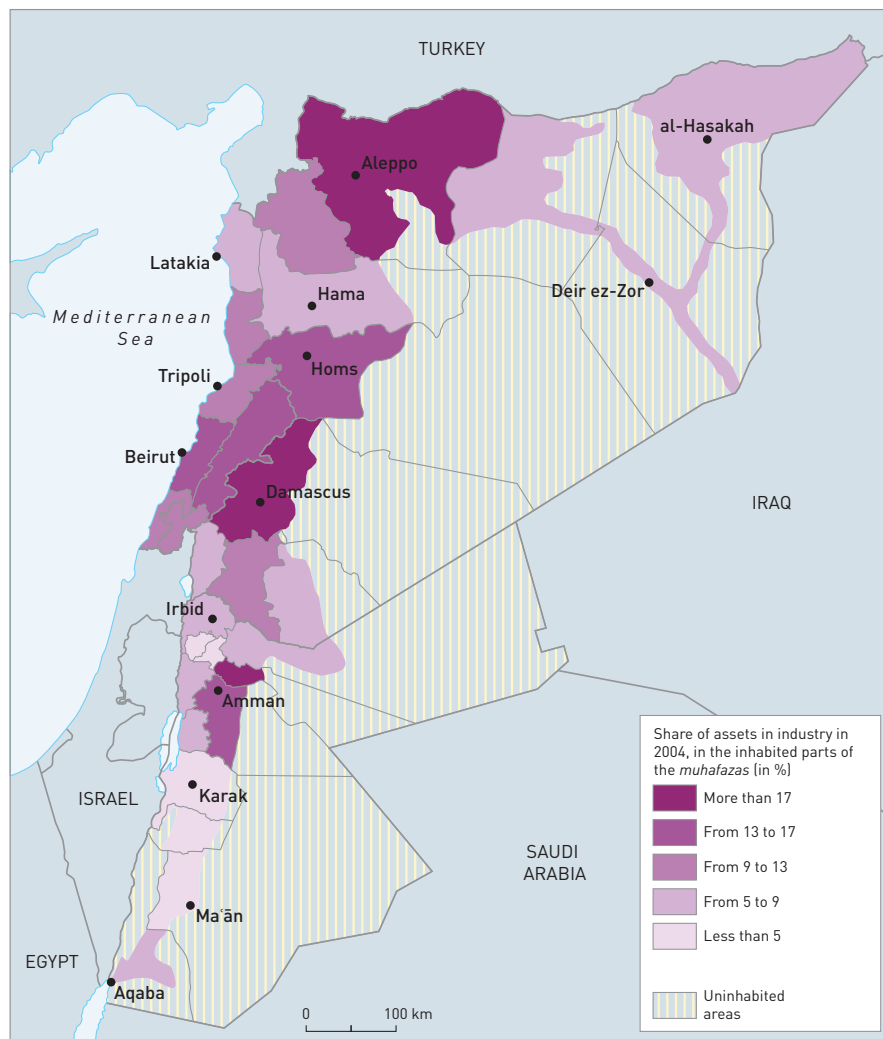 TURKEY
al-Hasakah
Aleppo
Latakia
Deir ez-Zor
Hama
Mediterranean
Sea
Homs
Tripoli
Beirut
Damascus
IRAQ
Irbid
Amman
Share of assets in industry in
2004, in the inhabited parts of
the muhafazas (in %)
More than 17
From 13 to 17
From 9 to 13
From 5 to 9
Less than 5
Uninhabited
areas
ISRAEL
Karak
SAUDI
ARABIA
Maʿān
EGYPT
Aqaba
0 100 km